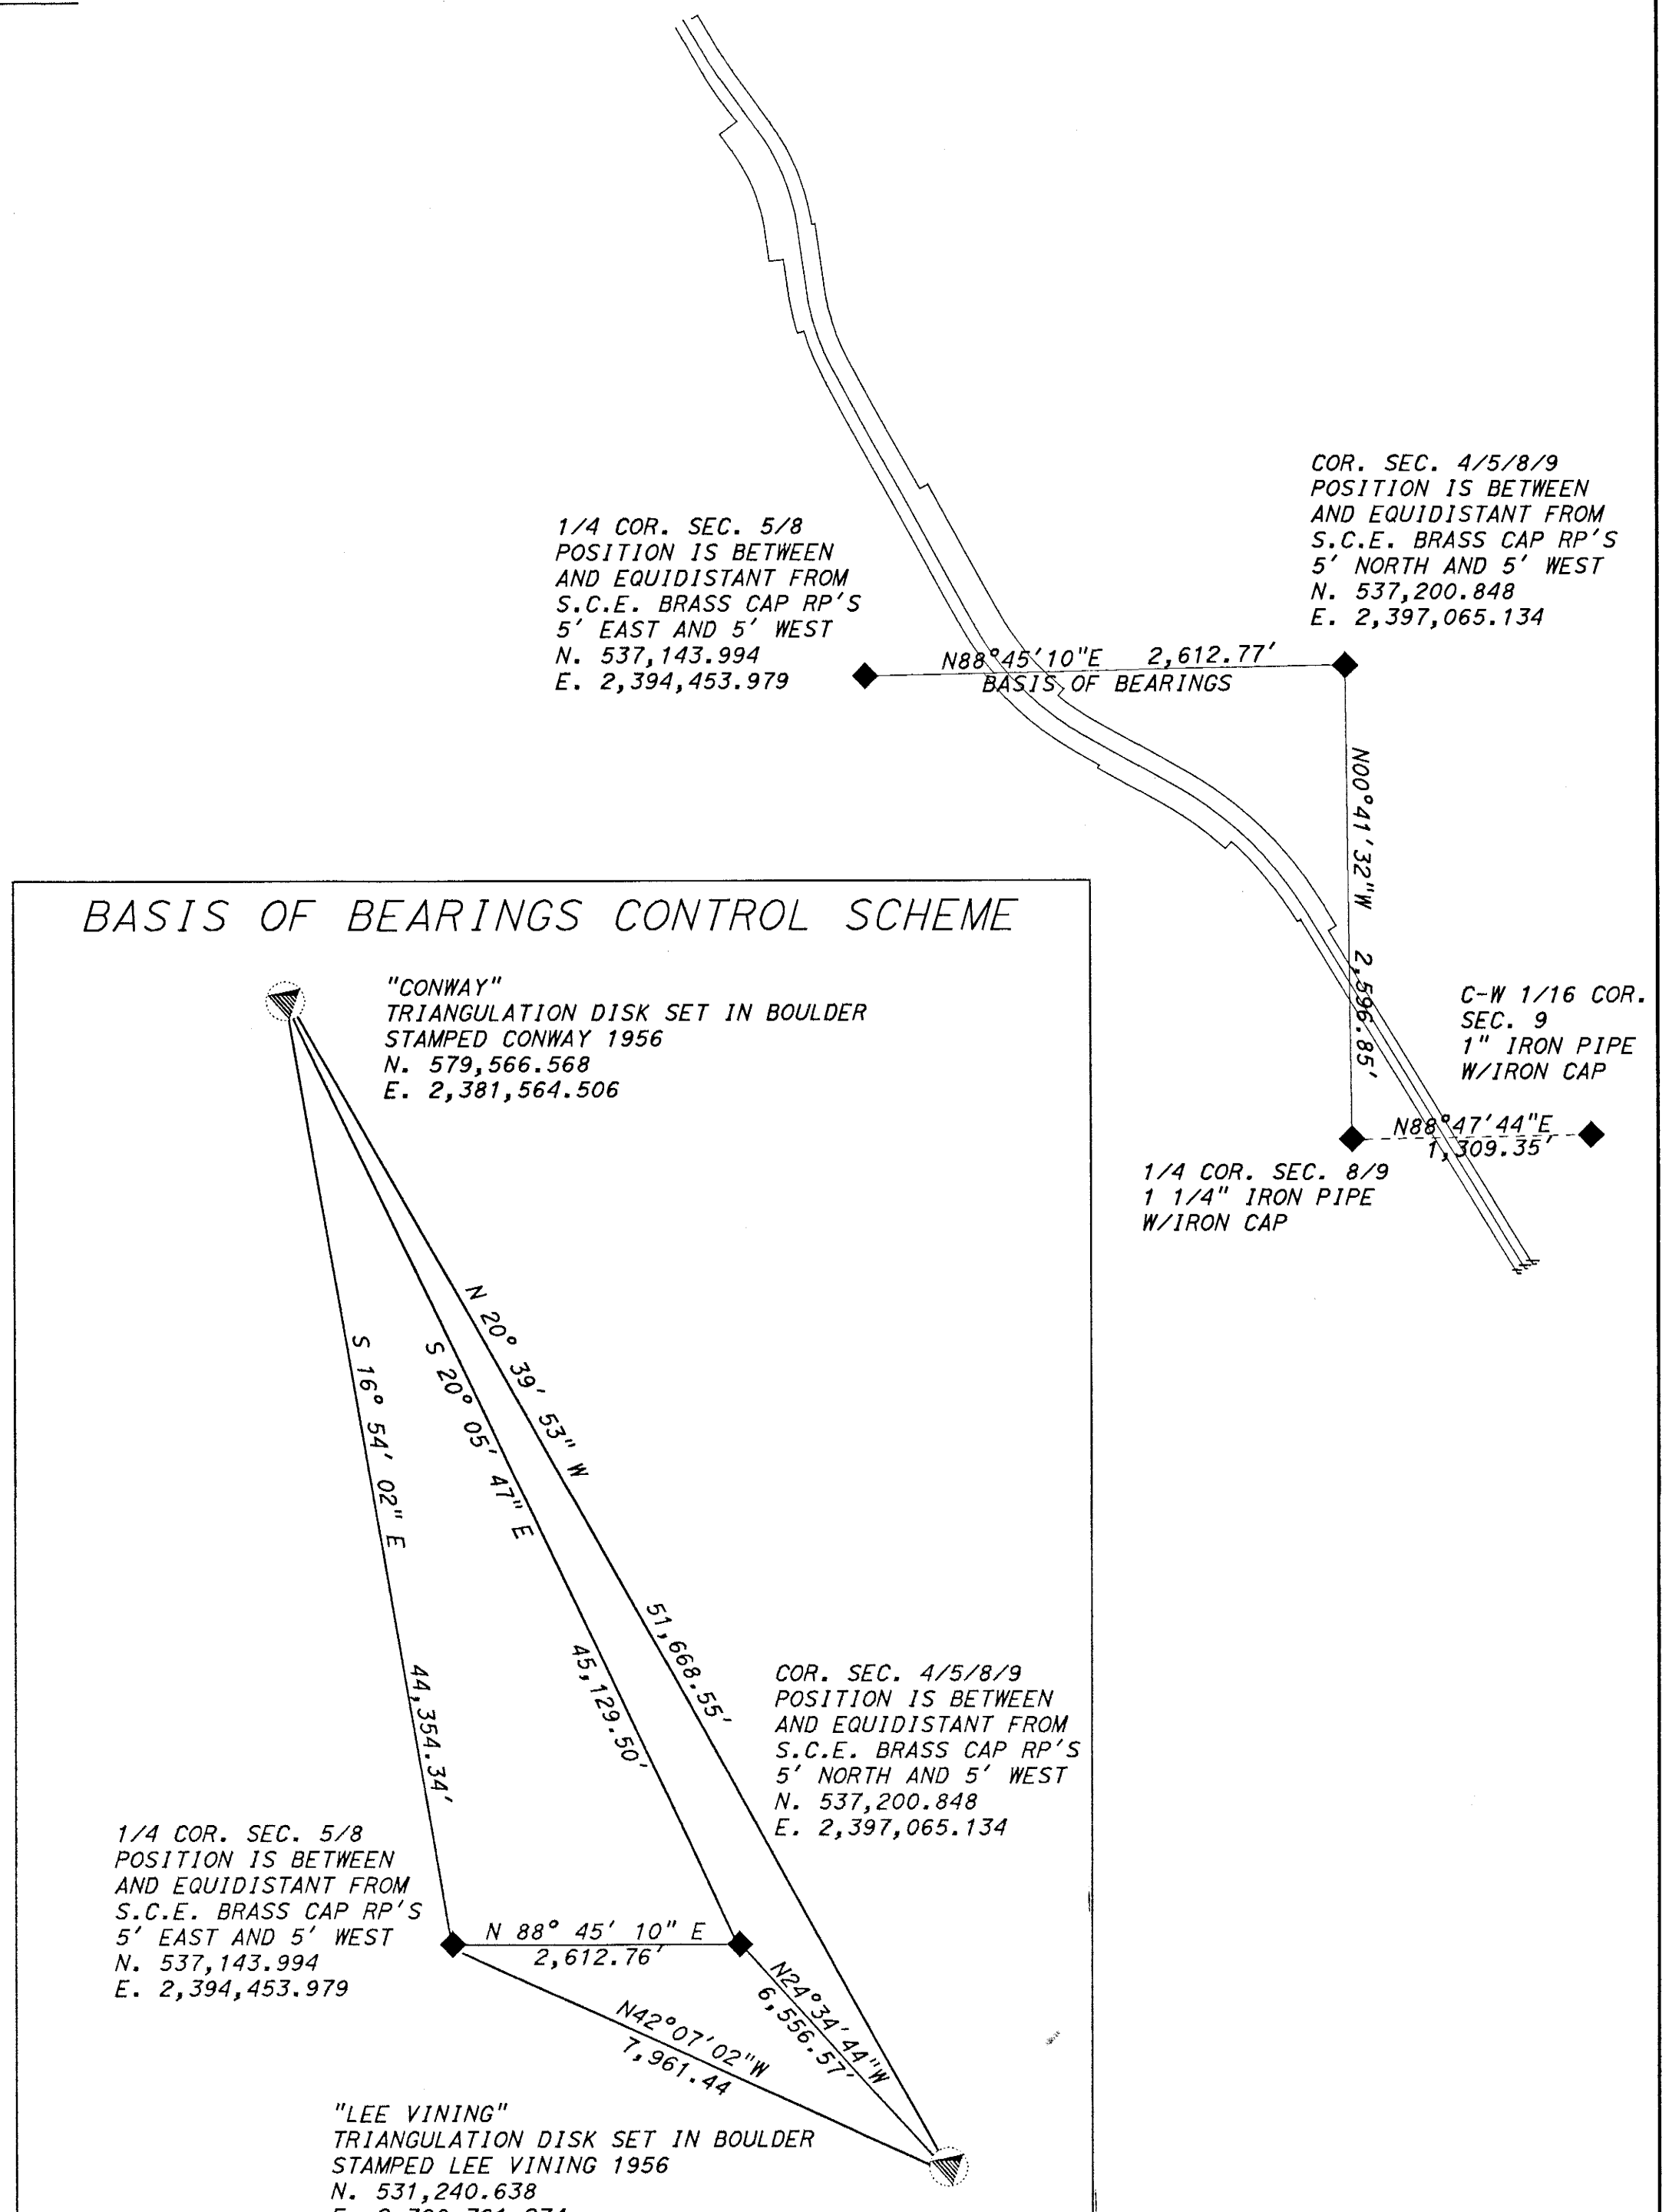 COR. SEC. 4/5/8/9
POSITION IS BETWEEN
AND EQUIDISTANT FROM
S.C.E. BRASS CAP RP'S
5' NORTH AND 5' WEST
N. 537,200.848
E. 2,397,065.134
1/4 COR. SEC. 5/8
POSITION IS BETWEEN
AND EQUIDISTANT FROM
S.C.E. BRASS CAP RP'S
5' EAST AND 5' WEST
N. 537,143.994
E. 2,394,453.979
N88°45'10"E 2,612.77'
BASIS OF BEARINGS
N00°41'32"W 2,596.85'
C-W 1/16 COR.
SEC. 9
1" IRON PIPE
W/IRON CAP
N88°47'44"E
1,309.35'
1/4 COR. SEC. 8/9
1 1/4" IRON PIPE
W/IRON CAP
BASIS OF BEARINGS CONTROL SCHEME
"CONWAY"
TRIANGULATION DISK SET IN BOULDER
STAMPED CONWAY 1956
N. 579,566.568
E. 2,381,564.506
N 20° 39' 53" W
51,668.55'
S 20° 05' 47" E
45,129.50'
S 16° 54' 02" E
44,354.34'
COR. SEC. 4/5/8/9
POSITION IS BETWEEN
AND EQUIDISTANT FROM
S.C.E. BRASS CAP RP'S
5' NORTH AND 5' WEST
N. 537,200.848
E. 2,397,065.134
1/4 COR. SEC. 5/8
POSITION IS BETWEEN
AND EQUIDISTANT FROM
S.C.E. BRASS CAP RP'S
5' EAST AND 5' WEST
N. 537,143.994
E. 2,394,453.979
N 88° 45' 10" E
2,612.76'
N24°34'44"W
6,556.57'
N42°07'02"W
7,961.44
"LEE VINING"
TRIANGULATION DISK SET IN BOULDER
STAMPED LEE VINING 1956
N. 531,240.638